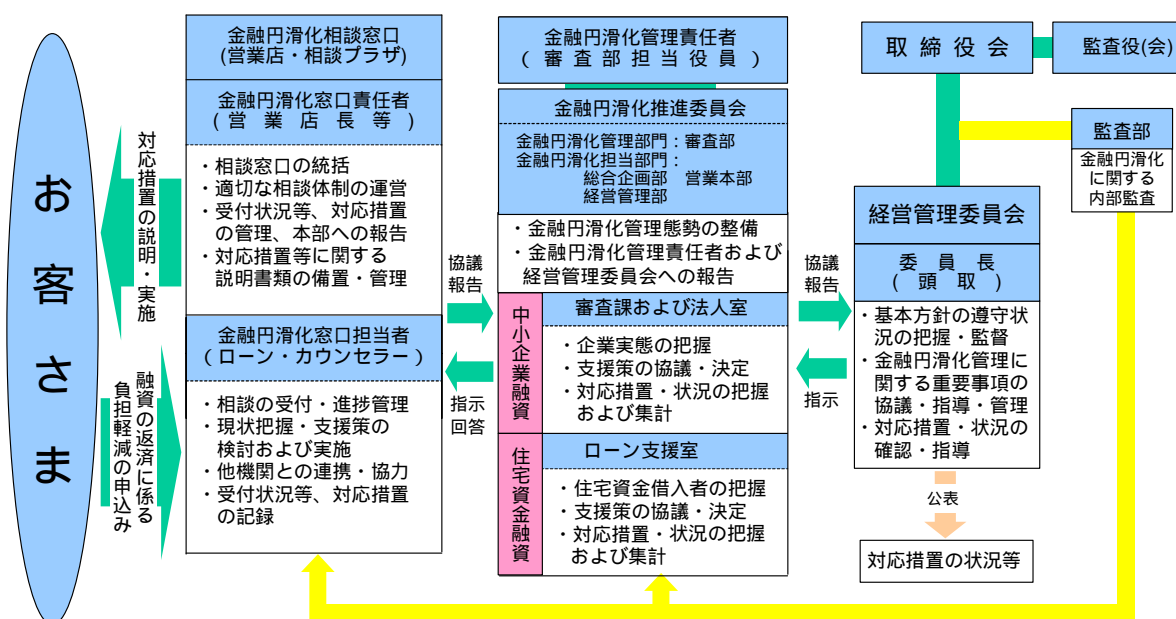 お客さま
対応措置の説明・実施
融資の返済に係る
負担軽減の申込み
金融円滑化相談窓口
(営業店・相談プラザ)
金融円滑化窓口責任者
(営業店長等)
・相談窓口の統括
・適切な相談体制の運営
・受付状況等、対応措置
の管理、本部への報告
・対応措置等に関する
説明書類の備置・管理
金融円滑化窓口担当者
(ローン・カウンセラー)
・相談の受付・進捗管理
・現状把握・支援策の
検討および実施
・他機関との連携・協力
・受付状況等、対応措置
の記録
協議
報告
指示
回答
金融円滑化管理責任者
(審査部担当役員)
金融円滑化推進委員会
金融円滑化管理部門：審査部
金融円滑化担当部門：
総合企画部　営業本部
経営管理部
・金融円滑化管理態勢の整備
・金融円滑化管理責任者および
経営管理委員会への報告
中小企業融資
審査課および法人室
・企業実態の把握
・支援策の協議・決定
・対応措置・状況の把握
および集計
住宅資金融資
ローン支援室
・住宅資金借入者の把握
・支援策の協議・決定
・対応措置・状況の把握
および集計
協議
報告
指示
取締役会
監査役(会)
監査部
金融円滑化
に関する
内部監査
経営管理委員会
委員長
(頭取)
・基本方針の遵守状
況の把握・監督
・金融円滑化管理に
関する重要事項の
協議・指導・管理
・対応措置・状況の
確認・指導
公表
対応措置の状況等